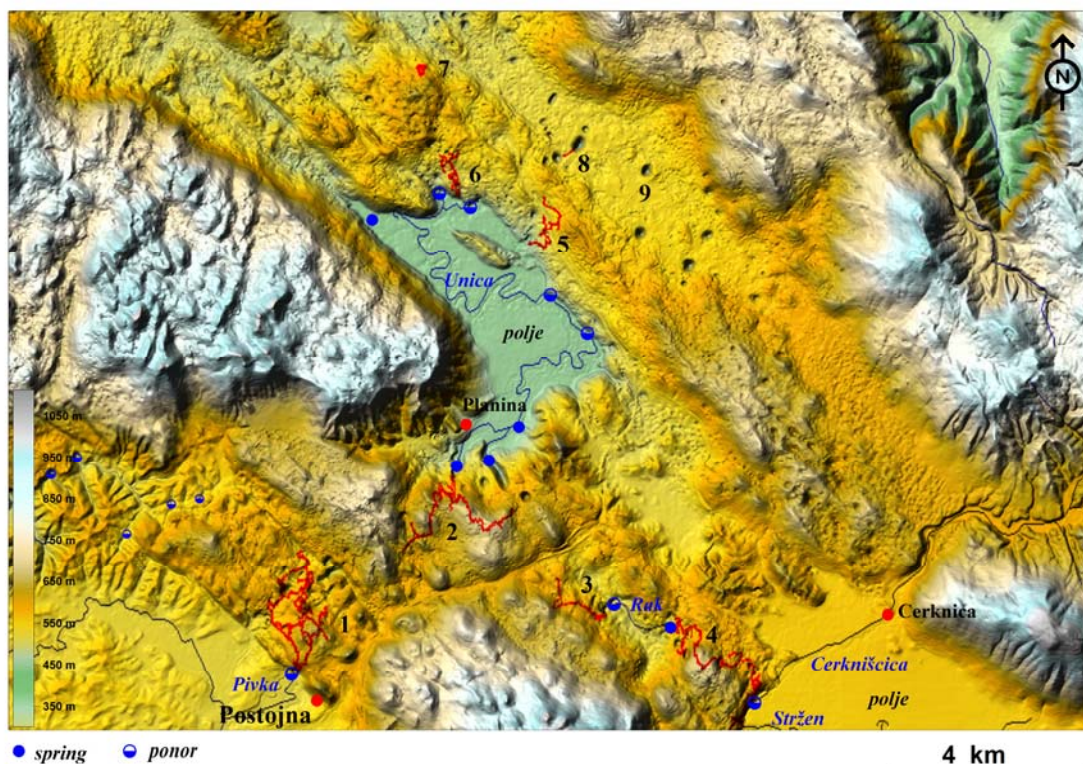 N
7
8
6
9
5
Unica
polje
Planina
1050 m
950 m
850 m
750 m
650 m
550 m
450 m
350 m
2
3
Rak
1
4
Cerknica
Cerknišcica
Pivka
polje
Postojna
Stržen
spring
ponor
4 km